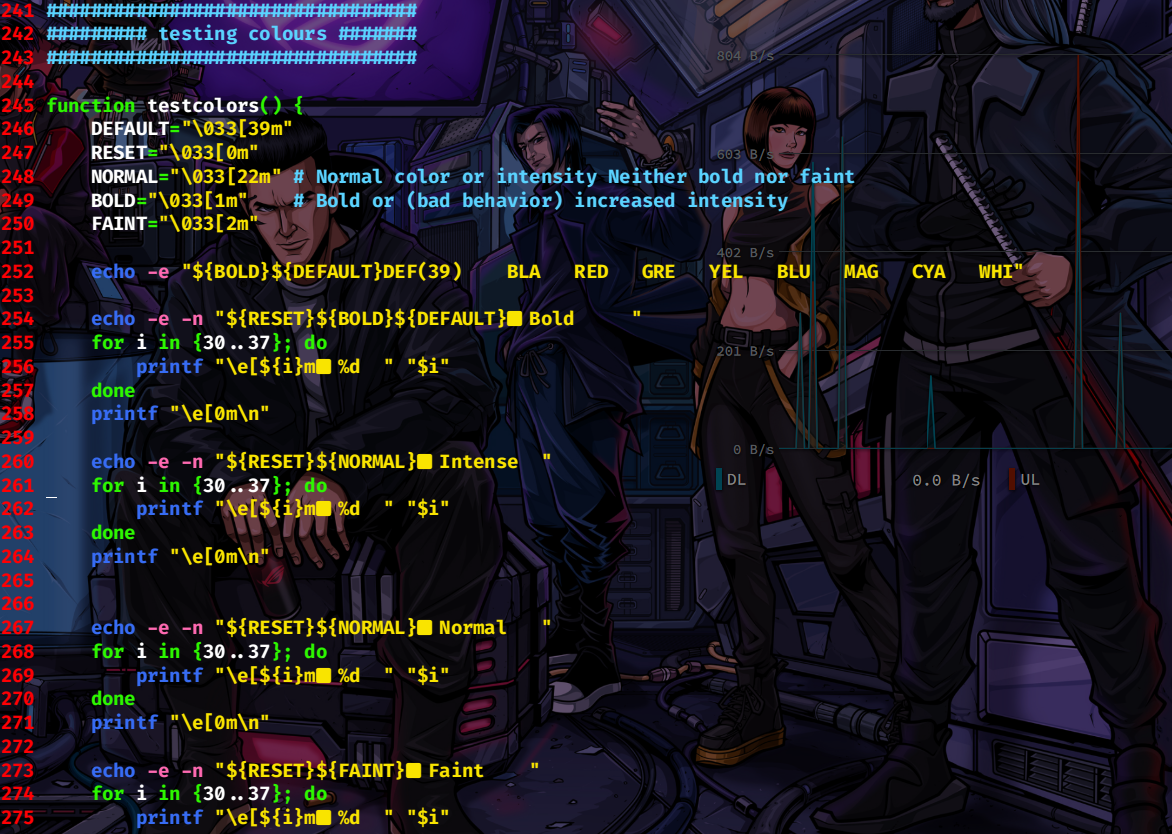 241 #################################
242 ######### testing colours #######
243 #################################
244
245 function testcolors() {
246     DEFAULT="\033[39m"
247     RESET="\033[0m"
248     NORMAL="\033[22m" # Normal color or intensity Neither bold nor faint
249     BOLD="\033[1m"    # Bold or (bad behavior) increased intensity
250     FAINT="\033[2m"
251
252     echo -e "${BOLD}${DEFAULT}DEF(39)    BLA   RED   GRE   YEL   BLU   MAG   CYA   WHI"
253
254     echo -e -n "${RESET}${BOLD}${DEFAULT}■ Bold     "
255     for i in {30..37}; do
256         printf "\e[${i}m■ %d  " "$i"
257     done
258     printf "\e[0m\n"
259
260     echo -e -n "${RESET}${NORMAL}■ Intense  "
261     for i in {30..37}; do
262         printf "\e[${i}m■ %d  " "$i"
263     done
264     printf "\e[0m\n"
265
266
267     echo -e -n "${RESET}${NORMAL}■ Normal   "
268     for i in {30..37}; do
269         printf "\e[${i}m■ %d  " "$i"
270     done
271     printf "\e[0m\n"
272
273     echo -e -n "${RESET}${FAINT}■ Faint    "
274     for i in {30..37}; do
275         printf "\e[${i}m■ %d  " "$i"
804 B/s
603 B/s
402 B/s
201 B/s
0 B/s
DL 0.0 B/s UL